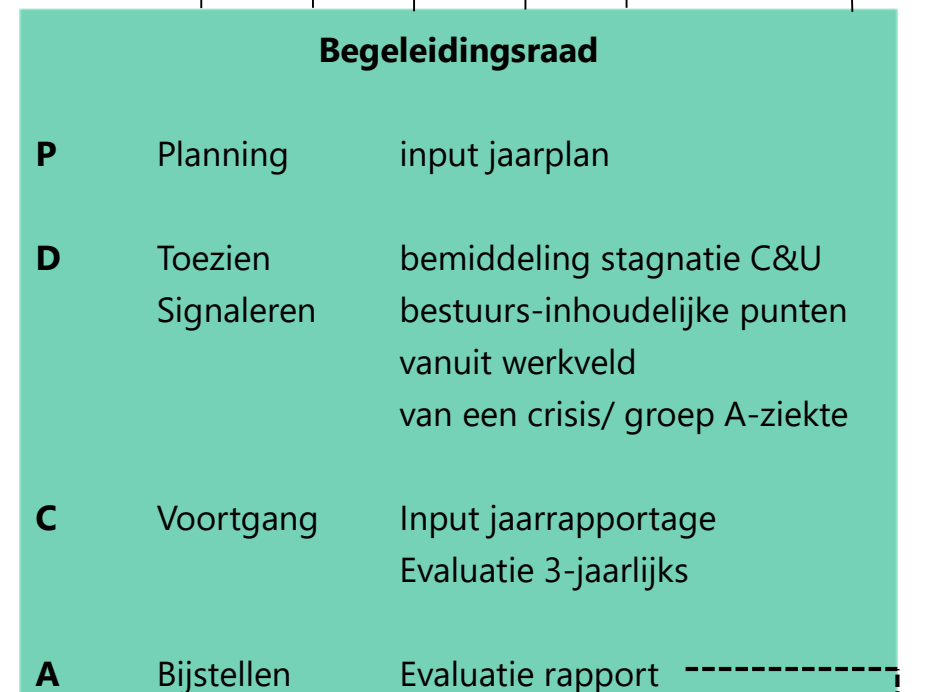 Begeleidingsraad
P Planning input jaarplan
D Toezien bemiddeling stagnatie C&U
Signaleren bestuurs-inhoudelijke punten
vanuit werkveld
van een crisis/ groep A-ziekte
C Voortgang Input jaarrapportage
Evaluatie 3-jaarlijks
A Bijstellen Evaluatie rapport